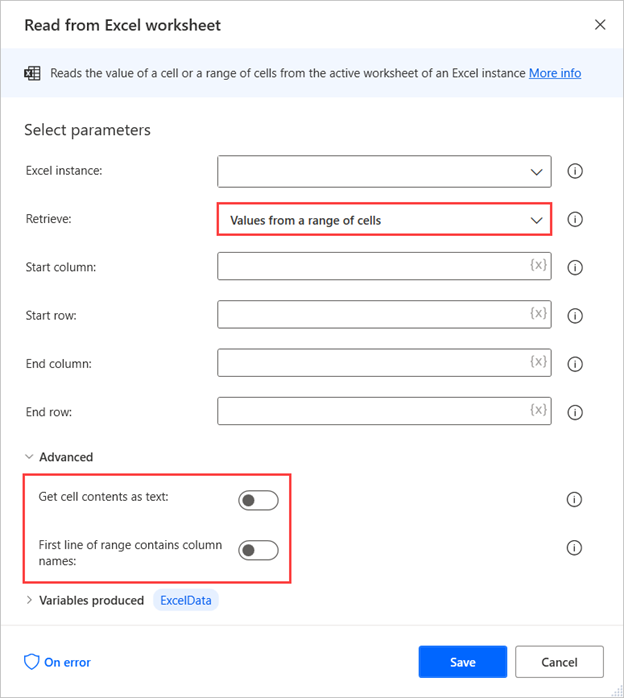 Read from Excel worksheet
Reads the value of a cell or a range of cells from the active worksheet of an Excel instance More info
Select parameters
Excel instance:
Retrieve:
Values from a range of cells
Start column:
{x}
Start row:
{x}
End column:
{x}
End row:
{x}
Advanced
Get cell contents as text:
First line of range contains column
names:
Variables produced ExcelData
On error
Save
Cancel